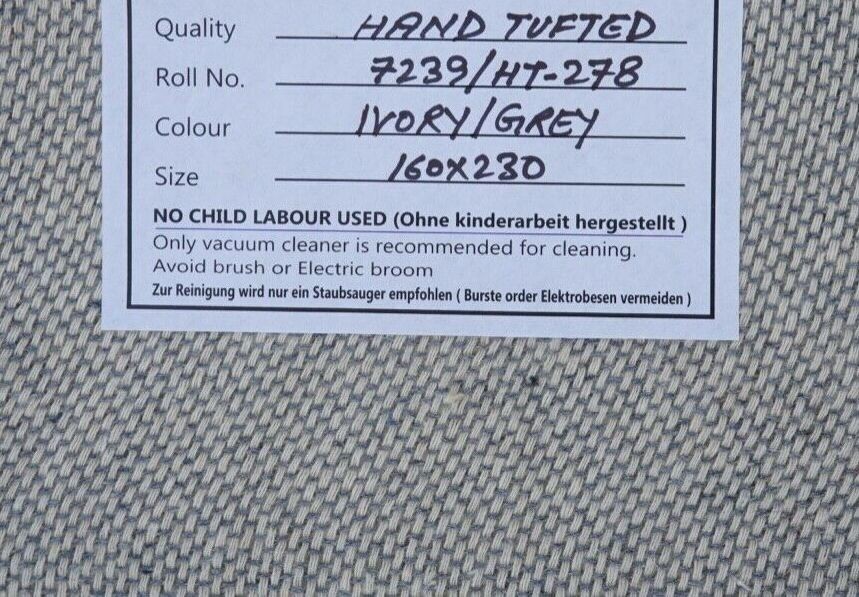 Quality HAND TUFTED
Roll No. 7239/HT-278
Colour IVORY/GREY
Size 160X230
NO CHILD LABOUR USED (Ohne kinderarbeit hergestellt )
Only vacuum cleaner is recommended for cleaning.
Avoid brush or Electric broom
Zur Reinigung wird nur ein Staubsauger empfohlen ( Burste order Elektrobesen vermeiden )